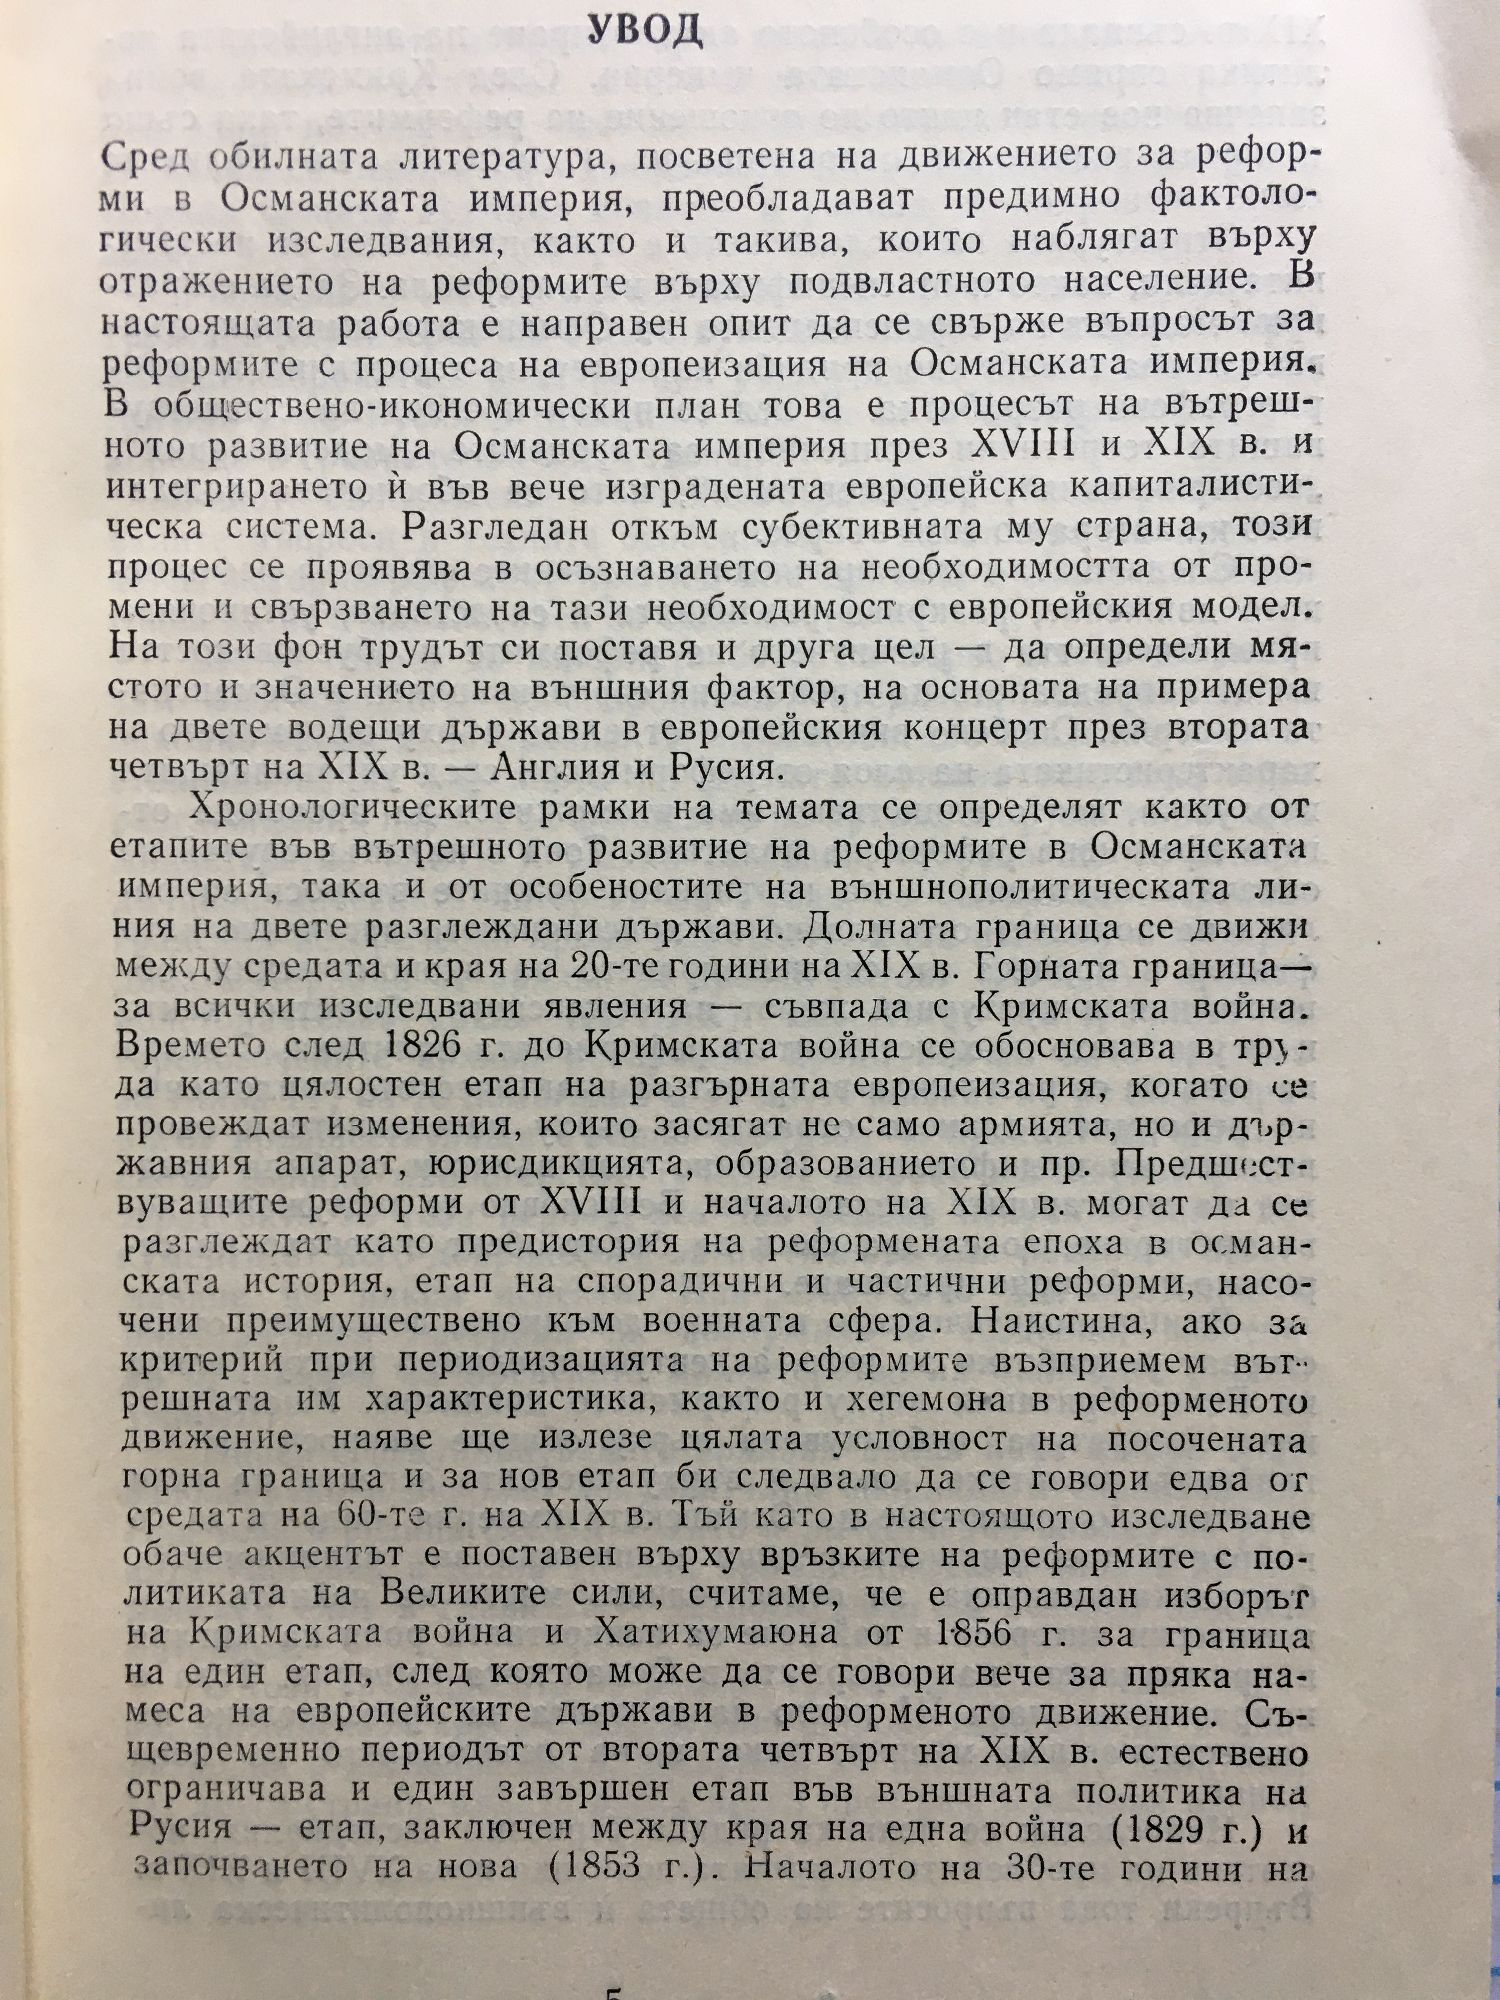 УВОД
Сред обилната литература, посветена на движението за рефор-
ми в Османската империя, преобладават предимно фактоло-
гически изследвания, както и такива, които наблягат върху
отражението на реформите върху подвластното население. В
настоящата работа е направен опит да се свърже въпросът за
реформите с процеса на европеизация на Османската империя.
В обществено-икономически план това е процесът на вътреш-
ното развитие на Османската империя през XVIII и XIX в. и
интегрирането ѝ във вече изградената европейска капиталисти-
ческа система. Разгледан откъм субективната му страна, този
процес се проявява в осъзнаването на необходимостта от про-
мени и свързването на тази необходимост с европейския модел.
На този фон трудът си поставя и друга цел — да определи мя-
стото и значението на външния фактор, на основата на примера
на двете водещи държави в европейския концерт през втората
четвърт на XIX в. — Англия и Русия.
Хронологическите рамки на темата се определят както от
етапите във вътрешното развитие на реформите в Османската
империя, така и от особеностите на външнополитическата ли-
ния на двете разглеждани държави. Долната граница се движи
между средата и края на 20-те години на XIX в. Горната граница—
за всички изследвани явления — съвпада с Кримската война.
Времето след 1826 г. до Кримската война се обосновава в тру-
да като цялостен етап на разгърната европеизация, когато се
провеждат изменения, които засягат не само армията, но и дър-
жавния апарат, юрисдикцията, образованието и пр. Предшест-
вуващите реформи от XVIII и началото на XIX в. могат да се
разглеждат като предистория на реформената епоха в осман-
ската история, етап на спорадични и частични реформи, насо-
чени преимуществено към военната сфера. Наистина, ако за
критерий при периодизацията на реформите възприемем вът-
решната им характеристика, както и хегемона в реформеното
движение, наяве ще излезе цялата условност на посочената
горна граница и за нов етап би следвало да се говори едва от
средата на 60-те г. на XIX в. Тъй като в настоящото изследване
обаче акцентът е поставен върху връзките на реформите с по-
литиката на Великите сили, считаме, че е оправдан изборът
на Кримската война и Хатихумаюна от 1856 г. за граница
на един етап, след която може да се говори вече за пряка на-
меса на европейските държави в реформеното движение. Съ-
щевременно периодът от втората четвърт на XIX в. естествено
ограничава и един завършен етап във външната политика на
Русия — етап, заключен между края на една война (1829 г.) и
започването на нова (1853 г.). Началото на 30-те години на
5